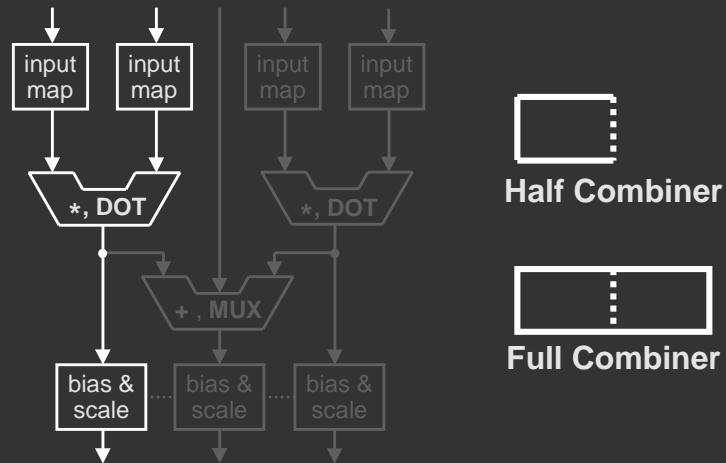 input
map
input
map
input
map
input
map
*, DOT
*, DOT
+ , MUX
bias &
scale
bias &
scale
bias &
scale
Half Combiner
Full Combiner